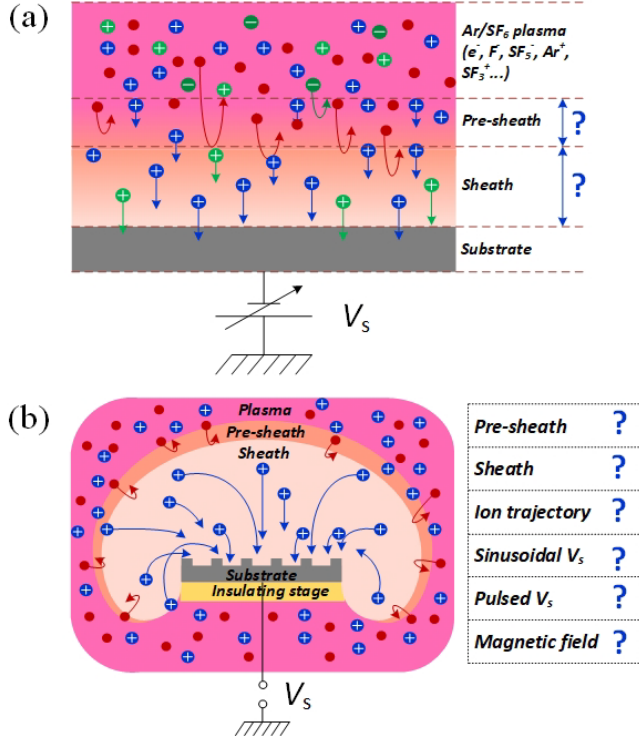 (a)
Ar/SF₆ plasma
(e⁻, F⁻, SF₅⁻, Ar⁺,
SF₃⁺...)
Pre-sheath
?
Sheath
?
Substrate
Vₛ
(b)
Plasma
Pre-sheath
Sheath
Substrate
Insulating stage
Vₛ
Pre-sheath ?
Sheath ?
Ion trajectory ?
Sinusoidal Vₛ ?
Pulsed Vₛ ?
Magnetic field ?